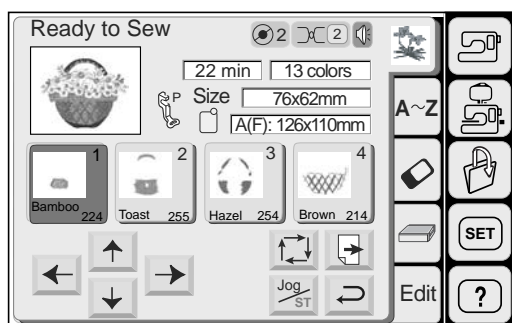 Ready to Sew
2
2
22 min
13 colors
P
Size
76x62mm
A(F): 126x110mm
A~Z
1
2
3
4
Bamboo 224
Toast 255
Hazel 254
Brown 214
SET
Jog
ST
Edit
?